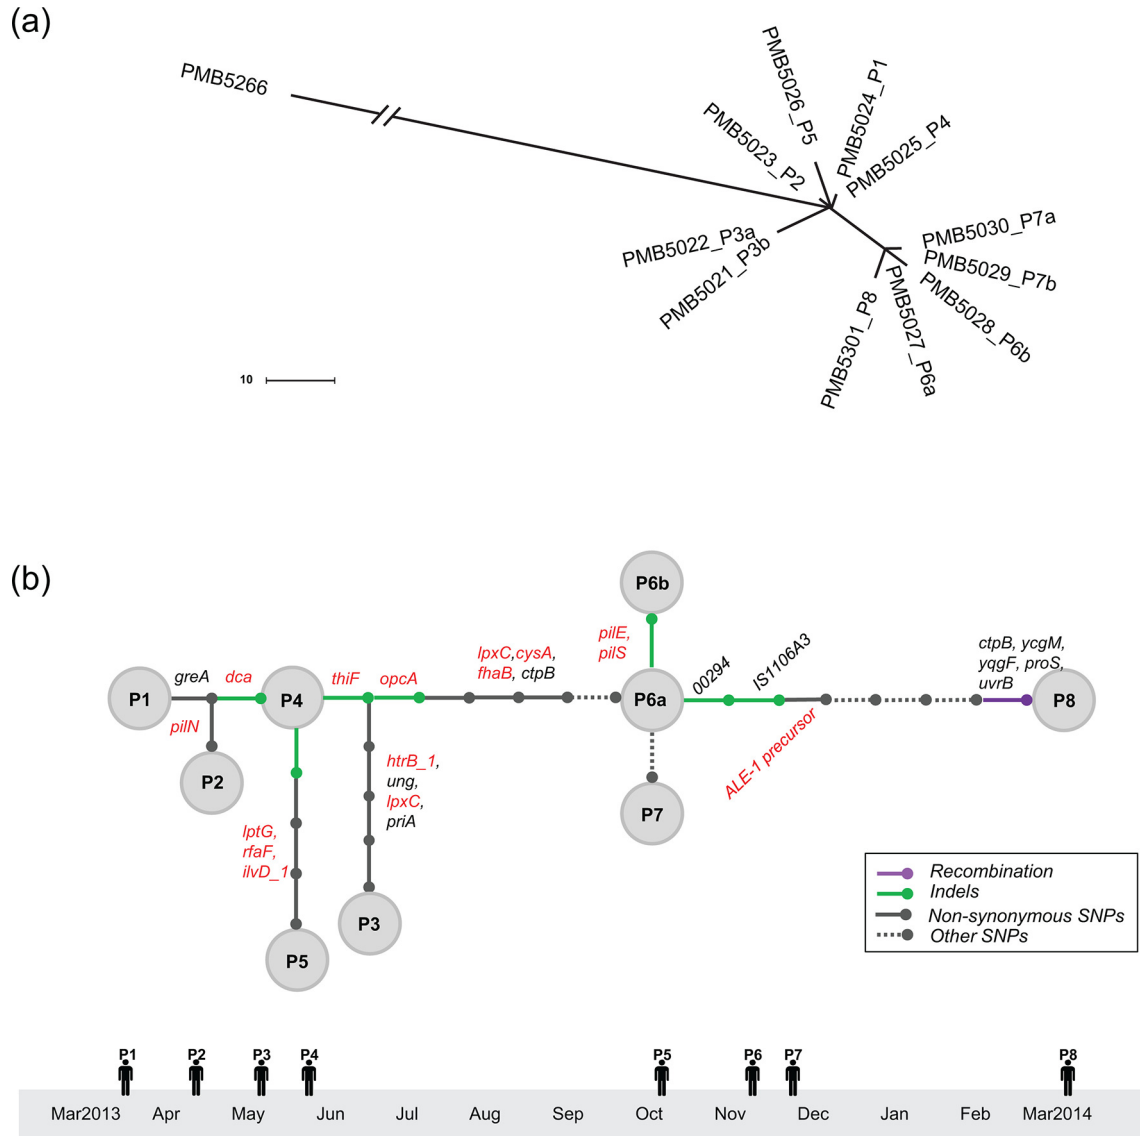 (a)
PMB5266
PMB5026_P5
PMB5024_P1
PMB5023_P2
PMB5025_P4
PMB5022_P3a
PMB5021_P3b
PMB5030_P7a
PMB5029_P7b
PMB5028_P6b
PMB5027_P6a
PMB5301_P8
10
(b)
P6b
pilE,
pilS
P1
greA
dca
P4
thiF
opcA
lpxC,cysA,
fhaB, ctpB
P6a
00294
IS1106A3
ctpB, ycgM,
yqgF, proS,
uvrB
P8
pilN
P2
ALE-1 precursor
htrB_1,
ung,
lpxC,
priA
P7
lptG,
rfaF,
ilvD_1
P3
P5
Recombination
Indels
Non-synonymous SNPs
Other SNPs
P1 P2 P3 P4 P5 P6 P7 P8
Mar2013 Apr May Jun Jul Aug Sep Oct Nov Dec Jan Feb Mar2014